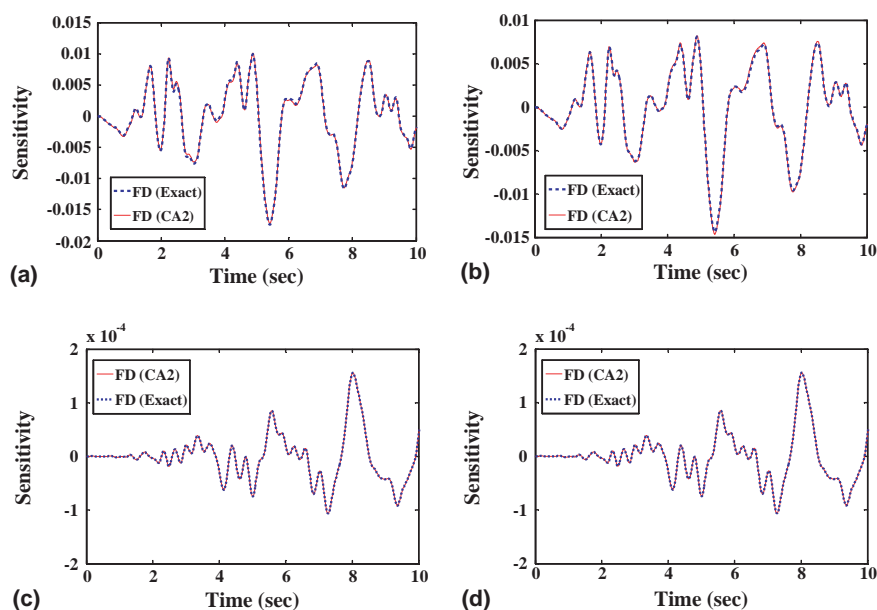 0.015
0.01
0.005
0
-0.005
-0.01
-0.015
-0.02
Sensitivity
FD (Exact)
FD (CA2)
0 2 4 6 8 10
Time (sec)
(a)
0.01
0.005
0
-0.005
-0.01
-0.015
Sensitivity
FD (Exact)
FD (CA2)
0 2 4 6 8 10
Time (sec)
(b)
x 10-4
2
1
0
-1
-2
Sensitivity
FD (CA2)
FD (Exact)
0 2 4 6 8 10
Time (sec)
(c)
x 10-4
2
1
0
-1
-2
Sensitivity
FD (CA2)
FD (Exact)
0 2 4 6 8 10
Time (sec)
(d)